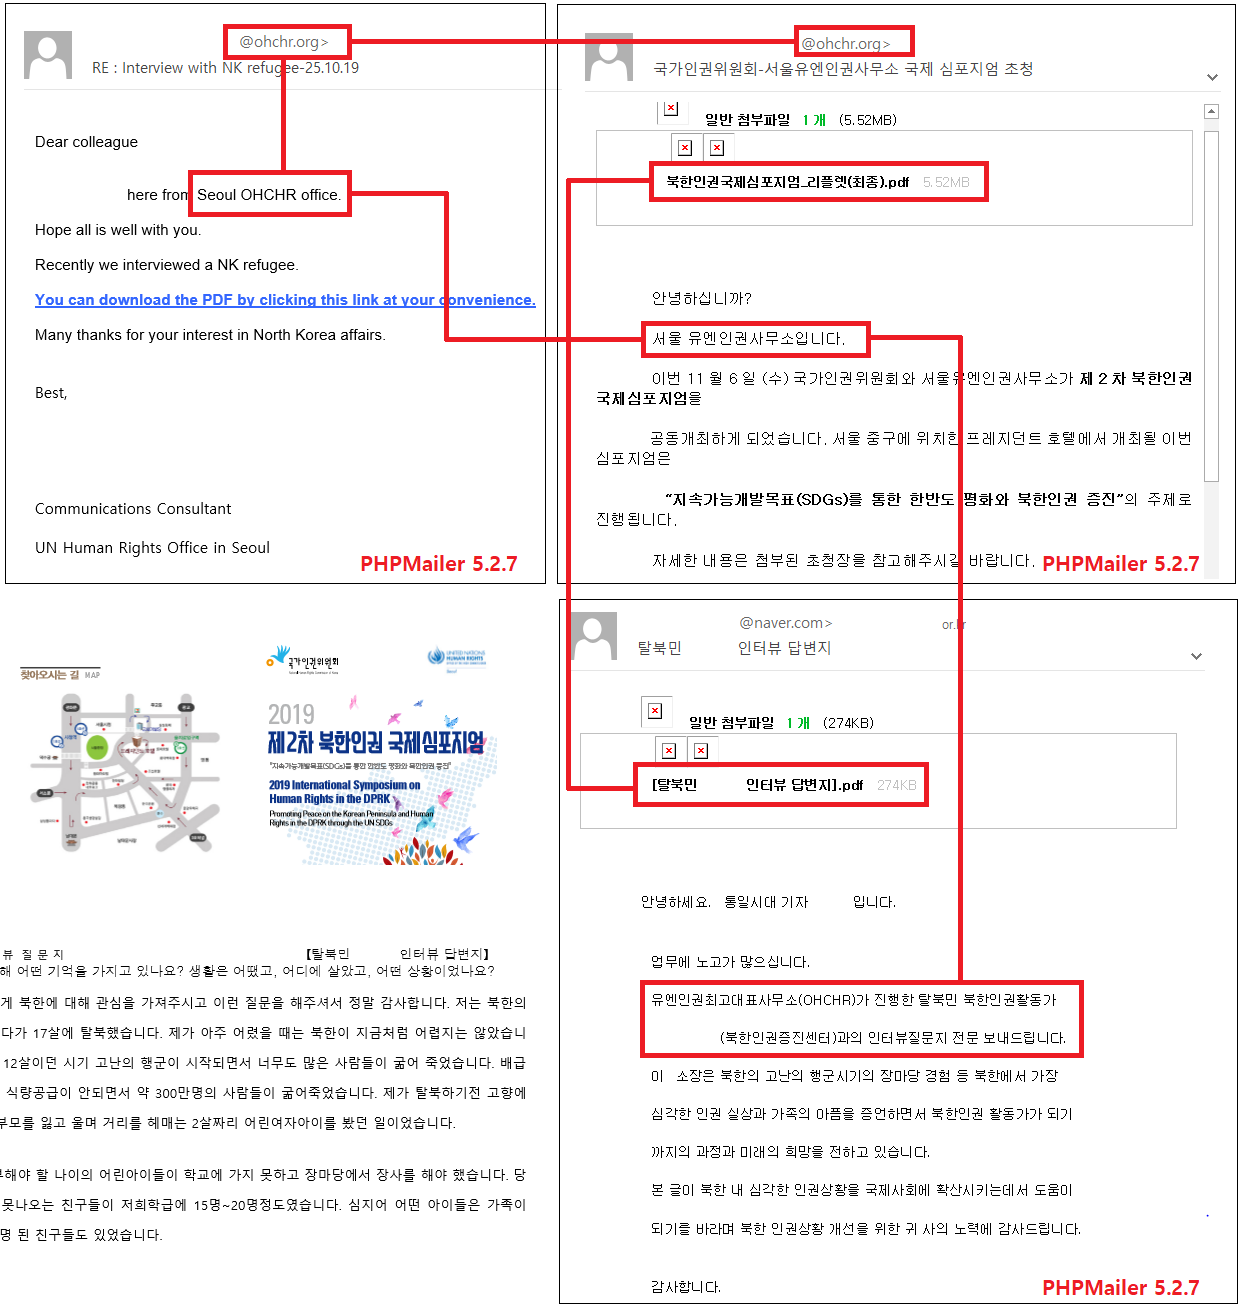 @ohchr.org>
RE : Interview with NK refugee-25.10.19
Dear colleague
here from Seoul OHCHR office.
Hope all is well with you.
Recently we interviewed a NK refugee.
You can download the PDF by clicking this link at your convenience.
Many thanks for your interest in North Korea affairs.
Best,
Communications Consultant
UN Human Rights Office in Seoul
PHPMailer 5.2.7
@ohchr.org>
국가인권위원회-서울유엔인권사무소 국제 심포지엄 초청
일반 첨부파일 1 개 (5.52MB)
북한인권국제심포지엄_리플렛(최종).pdf 5.52MB
안녕하십니까?
서울 유엔인권사무소입니다.
이번 11 월 6 일 (수) 국가인권위원회와 서울유엔인권사무소가 제 2 차 북한인권
국제심포지엄을
공동개최하게 되었습니다. 서울 중구에 위치한 프레지던트 호텔에서 개최될 이번
심포지엄은
“지속가능개발목표(SDGs)를 통한 한반도 평화와 북한인권 증진”의 주제로
진행됩니다.
자세한 내용은 첨부된 초청장을 참고해주시길 바랍니다.
PHPMailer 5.2.7
찾아오시는 길 MAP
국가인권위원회
UNITED NATIONS
HUMAN RIGHTS
2019
제2차 북한인권 국제심포지엄
"지속가능개발목표(SDGs)를 통한 한반도 평화와 북한인권 증진"
2019 International Symposium on
Human Rights in the DPRK
Promoting Peace on the Korean Peninsula and Human
Rights in the DPRK through the UN SDGs
뷰 질 문 지
[탈북민 인터뷰 답변지]
해 어떤 기억을 가지고 있나요? 생활은 어땠고, 어디에 살았고, 어떤 상황이었나요?
게 북한에 대해 관심을 가져주시고 이런 질문을 해주셔서 정말 감사합니다. 저는 북한의
다가 17살에 탈북했습니다. 제가 아주 어렸을 때는 북한이 지금처럼 어렵지는 않았습니
12살이던 시기 고난의 행군이 시작되면서 너무도 많은 사람들이 굶어 죽었습니다. 배급
식량공급이 안되면서 약 300만명의 사람들이 굶어죽었습니다. 제가 탈북하기전 고향에
부모를 잃고 울며 거리를 헤매는 2살짜리 어린여자아이를 봤던 일이었습니다.
해야 할 나이의 어린아이들이 학교에 가지 못하고 장마당에서 장사를 해야 했습니다. 당
못나오는 친구들이 저희학급에 15명~20명정도였습니다. 심지어 어떤 아이들은 가족이
명 된 친구들도 있었습니다.
@naver.com>
or.kr
탈북민 인터뷰 답변지
일반 첨부파일 1 개 (274KB)
[탈북민 인터뷰 답변지].pdf 274KB
안녕하세요. 통일시대 기자 입니다.
업무에 노고가 많으십니다.
유엔인권최고대표사무소(OHCHR)가 진행한 탈북민 북한인권활동가
(북한인권증진센터)과의 인터뷰질문지 전문 보내드립니다.
이 소장은 북한의 고난의 행군시기의 장마당 경험 등 북한에서 가장
심각한 인권 실상과 가족의 아픔을 증언하면서 북한인권 활동가가 되기
까지의 과정과 미래의 희망을 전하고 있습니다.
본 글이 북한 내 심각한 인권상황을 국제사회에 확산시키는데서 도움이
되기를 바라며 북한 인권상황 개선을 위한 귀 사의 노력에 감사드립니다.
감사합니다.
PHPMailer 5.2.7